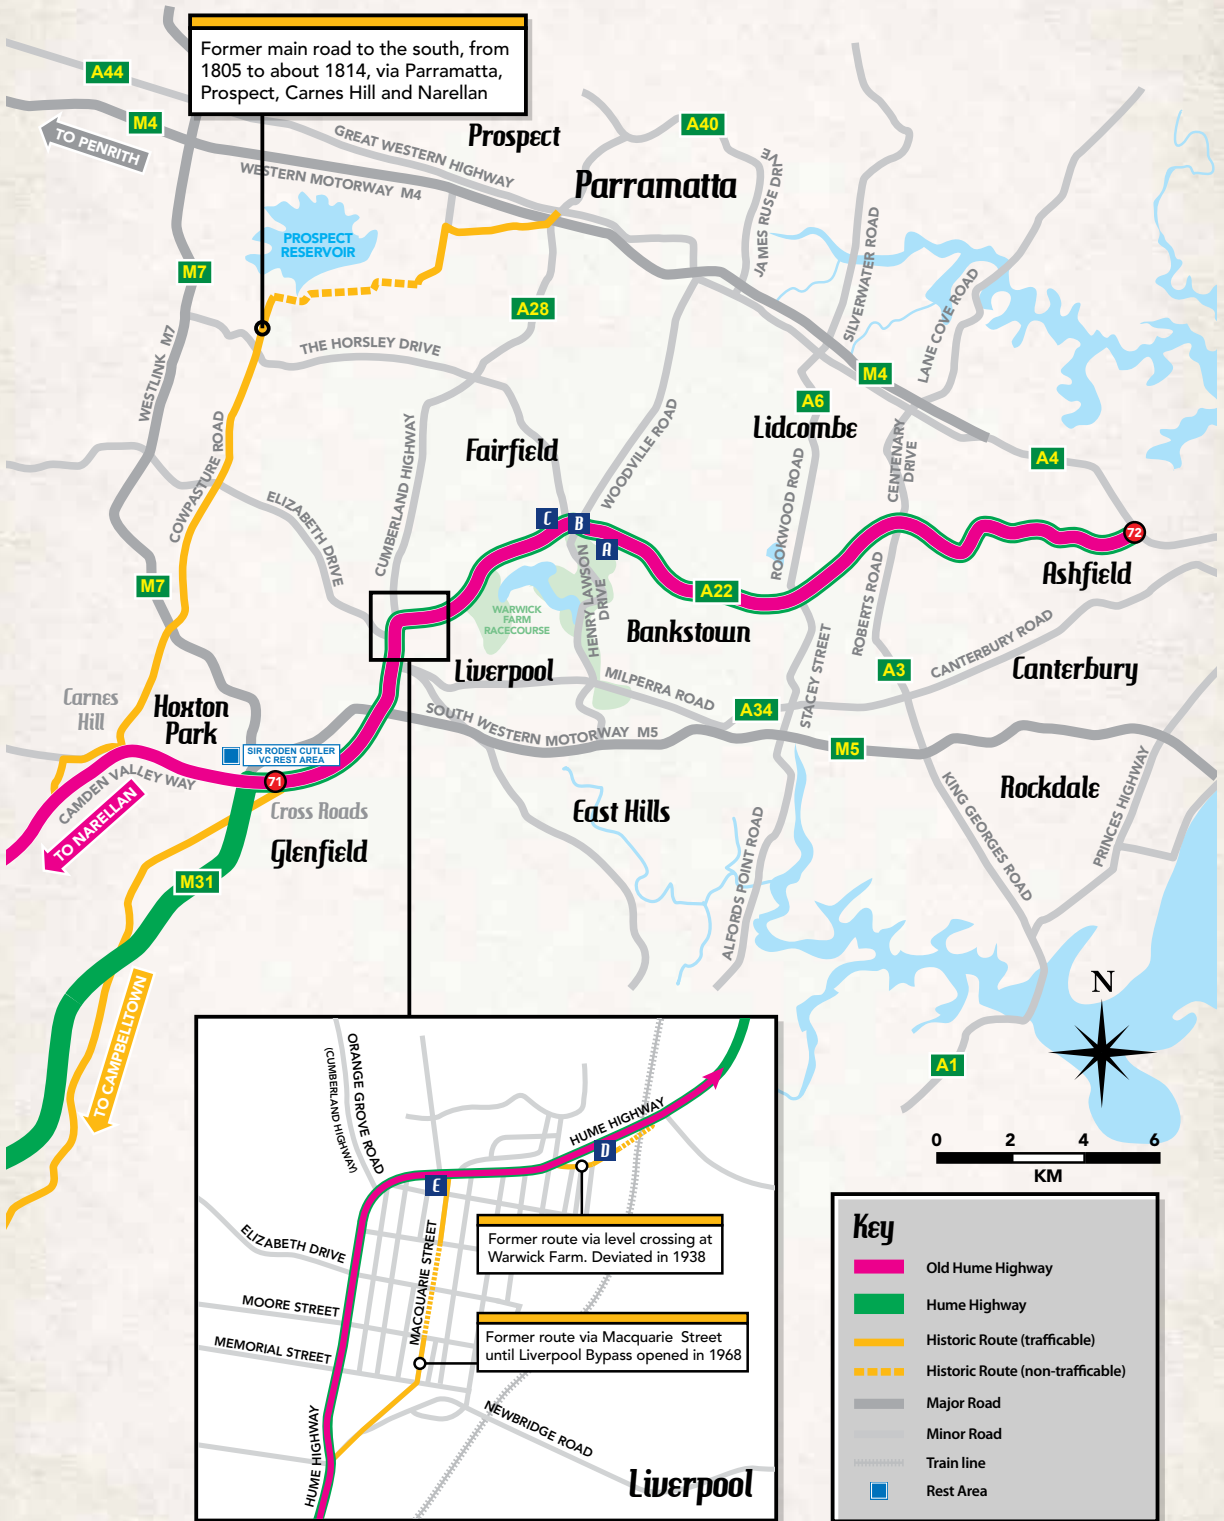 Former main road to the south, from
1805 to about 1814, via Parramatta,
Prospect, Carnes Hill and Narellan
A44
M4
TO PENRITH
GREAT WESTERN HIGHWAY
Prospect
A40
WESTERN MOTORWAY M4
Parramatta
JAMES RUSE DRIVE
PROSPECT
RESERVOIR
M7
A28
SILVERWATER ROAD
LANE COVE ROAD
WESTLINK M7
THE HORSLEY DRIVE
M4
A6
Lidcombe
COWPASTURE ROAD
CUMBERLAND HIGHWAY
Fairfield
WOODVILLE ROAD
CENTENARY
DRIVE
A4
ELIZABETH DRIVE
ROOKWOOD ROAD
C
B
A
72
M7
A22
Ashfield
WARWICK
FARM
RACECOURSE
HENRY LAWSON
DRIVE
Bankstown
ROBERTS ROAD
CANTERBURY ROAD
Liverpool
MILPERRA ROAD
STACEY STREET
A3
Canterbury
Carnes
Hill
Hoxton
Park
A34
SOUTH WESTERN MOTORWAY M5
M5
SIR RODEN CUTLER
VC REST AREA
71
CAMDEN VALLEY WAY
TO NARELLAN
Cross Roads
Glenfield
East Hills
KING GEORGES ROAD
Rockdale
PRINCES HIGHWAY
M31
ALFORDS POINT ROAD
TO CAMPBELLTOWN
N
A1
0 2 4 6
KM
ORANGE GROVE ROAD
(CUMBERLAND HIGHWAY)
HUME HIGHWAY
D
E
ELIZABETH DRIVE
MACQUARIE STREET
Former route via level crossing at
Warwick Farm. Deviated in 1938
MOORE STREET
MEMORIAL STREET
Former route via Macquarie Street
until Liverpool Bypass opened in 1968
HUME HIGHWAY
NEWBRIDGE ROAD
Liverpool
Key
Old Hume Highway
Hume Highway
Historic Route (trafficable)
Historic Route (non-trafficable)
Major Road
Minor Road
Train line
Rest Area